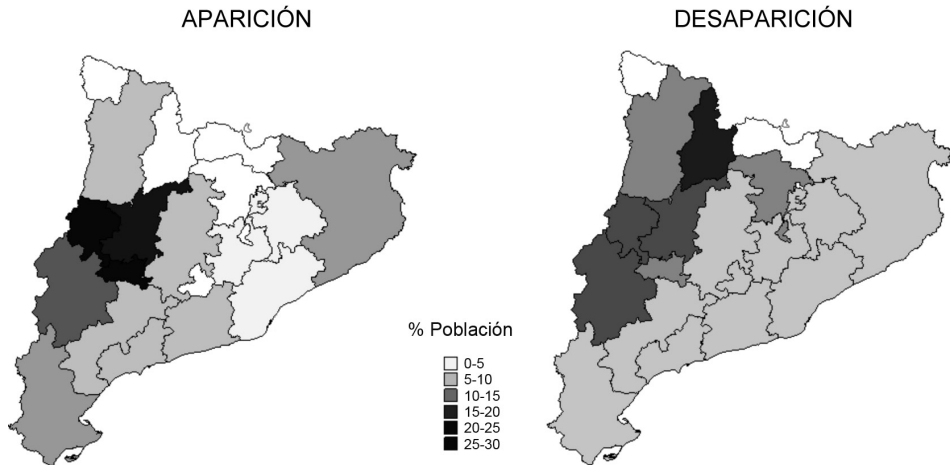 APARICIÓN
DESAPARICIÓN
% Población
0-5
5-10
10-15
15-20
20-25
25-30